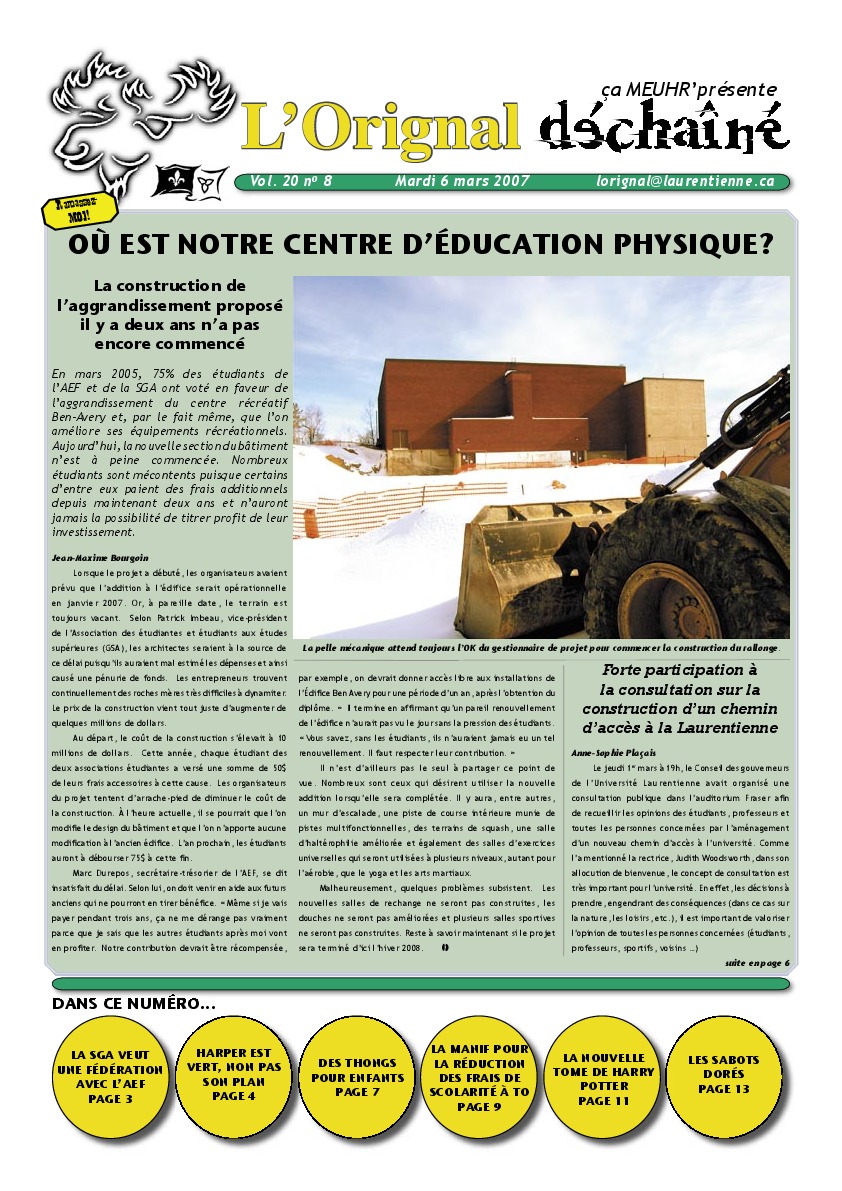 ça MEUHR'présente
L'Orignal déchaîné
Vol. 20 nº 8 Mardi 6 mars 2007 lorignal@laurentienne.ca
Ramassez-
MOI!
OÙ EST NOTRE CENTRE D'ÉDUCATION PHYSIQUE?
La construction de
l'aggrandissement proposé
il y a deux ans n'a pas
encore commencé
En mars 2005, 75% des étudiants de
l'AEF et de la SGA ont voté en faveur de
l'aggrandissement du centre récréatif
Ben-Avery et, par le fait même, que l'on
améliore ses équipements récréationnels.
Aujourd'hui, la nouvelle section du bâtiment
n'est à peine commencée. Nombreux
étudiants sont mécontents puisque certains
d'entre eux paient des frais additionnels
depuis maintenant deux ans et n'auront
jamais la possibilité de titrer profit de leur
investissement.
Jean-Maxime Bourgoin
Lorsque le projet a débuté, les organisateurs avaient
prévu que l'addition à l'édifice serait opérationnelle
en janvier 2007. Or, à pareille date, le terrain est
toujours vacant. Selon Patrick Imbeau, vice-président
de l'Association des étudiantes et étudiants aux études
supérieures (GSA), les architectes seraient à la source de
ce délai puisqu'ils auraient mal estimé les dépenses et ainsi
causé une pénurie de fonds. Les entrepreneurs trouvent
continuellement des roches mères très difficiles à dynamiter.
Le prix de la construction vient tout juste d'augmenter de
quelques millions de dollars.
Au départ, le coût de la construction s'élevait à 10
millions de dollars. Cette année, chaque étudiant des
deux associations étudiantes a versé une somme de 50$
de leurs frais accessoires à cette cause. Les organisateurs
du projet tentent d'arrache-pied de diminuer le coût de
la construction. À l'heure actuelle, il se pourrait que l'on
modifie le design du bâtiment et que l'on n'apporte aucune
modification à l'ancien édifice. L'an prochain, les étudiants
auront à débourser 75$ à cette fin.
Marc Durepos, secrétaire-trésorier de l'AEF, se dit
insatisfait du délai. Selon lui, on doit venir en aide aux futurs
anciens qui ne pourront en tirer bénéfice. « Même si je vais
payer pendant trois ans, ça ne me dérange pas vraiment
parce que je sais que les autres étudiants après moi vont
en profiter. Notre contribution devrait être récompensée,
La pelle mécanique attend toujours l'OK du gestionnaire de projet pour commencer la construction du rallonge.
par exemple, on devrait donner accès libre aux installations de
l'Édifice Ben Avery pour une période d'un an, après l'obtention du
diplôme. » Il termine en affirmant qu'un pareil renouvellement
de l'édifice n'aurait pas vu le jour sans la pression des étudiants.
« Vous savez, sans les étudiants, ils n'auraient jamais eu un tel
renouvellement. Il faut respecter leur contribution. »
Il n'est d'ailleurs pas le seul à partager ce point de
vue. Nombreux sont ceux qui désirent utiliser la nouvelle
addition lorsqu'elle sera complétée. Il y aura, entre autres,
un mur d'escalade, une piste de course intérieure munie de
pistes multifonctionnelles, des terrains de squash, une salle
d'haltérophilie améliorée et également des salles d'exercices
universelles qui seront utilisées à plusieurs niveaux, autant pour
l'aérobie, que le yoga et les arts martiaux.
Malheureusement, quelques problèmes subsistent. Les
nouvelles salles de rechange ne seront pas construites, les
douches ne seront pas améliorées et plusieurs salles sportives
ne seront pas construites. Reste à savoir maintenant si le projet
sera terminé d'ici l'hiver 2008.
Forte participation à
la consultation sur la
construction d'un chemin
d'accès à la Laurentienne
Anne-Sophie Plaçais
Le jeudi 1er mars à 19h, le Conseil des gouverneurs
de l'Université Laurentienne avait organisé une
consultation publique dans l'auditorium Fraser afin
de recueillir les opinions des étudiants, professeurs et
toutes les personnes concernées par l'aménagement
d'un nouveau chemin d'accès à l'université. Comme
l'a mentionné la rectrice, Judith Woodsworth, dans son
allocution de bienvenue, le concept de consultation est
très important pour l'université. En effet, les décisions à
prendre, engendrant des conséquences (dans ce cas sur
la nature, les loisirs, etc.), il est important de valoriser
l'opinion de toutes les personnes concernées (étudiants,
professeurs, sportifs, voisins ...)
suite en page 6
DANS CE NUMÉRO...
LA SGA VEUT
UNE FÉDÉRATION
AVEC L'AEF
PAGE 3
HARPER EST
VERT, NON PAS
SON PLAN
PAGE 4
DES THONGS
POUR ENFANTS
PAGE 7
LA MANIF POUR
LA RÉDUCTION
DES FRAIS DE
SCOLARITÉ À TO
PAGE 9
LA NOUVELLE
TOME DE HARRY
POTTER
PAGE 11
LES SABOTS
DORÉS
PAGE 13